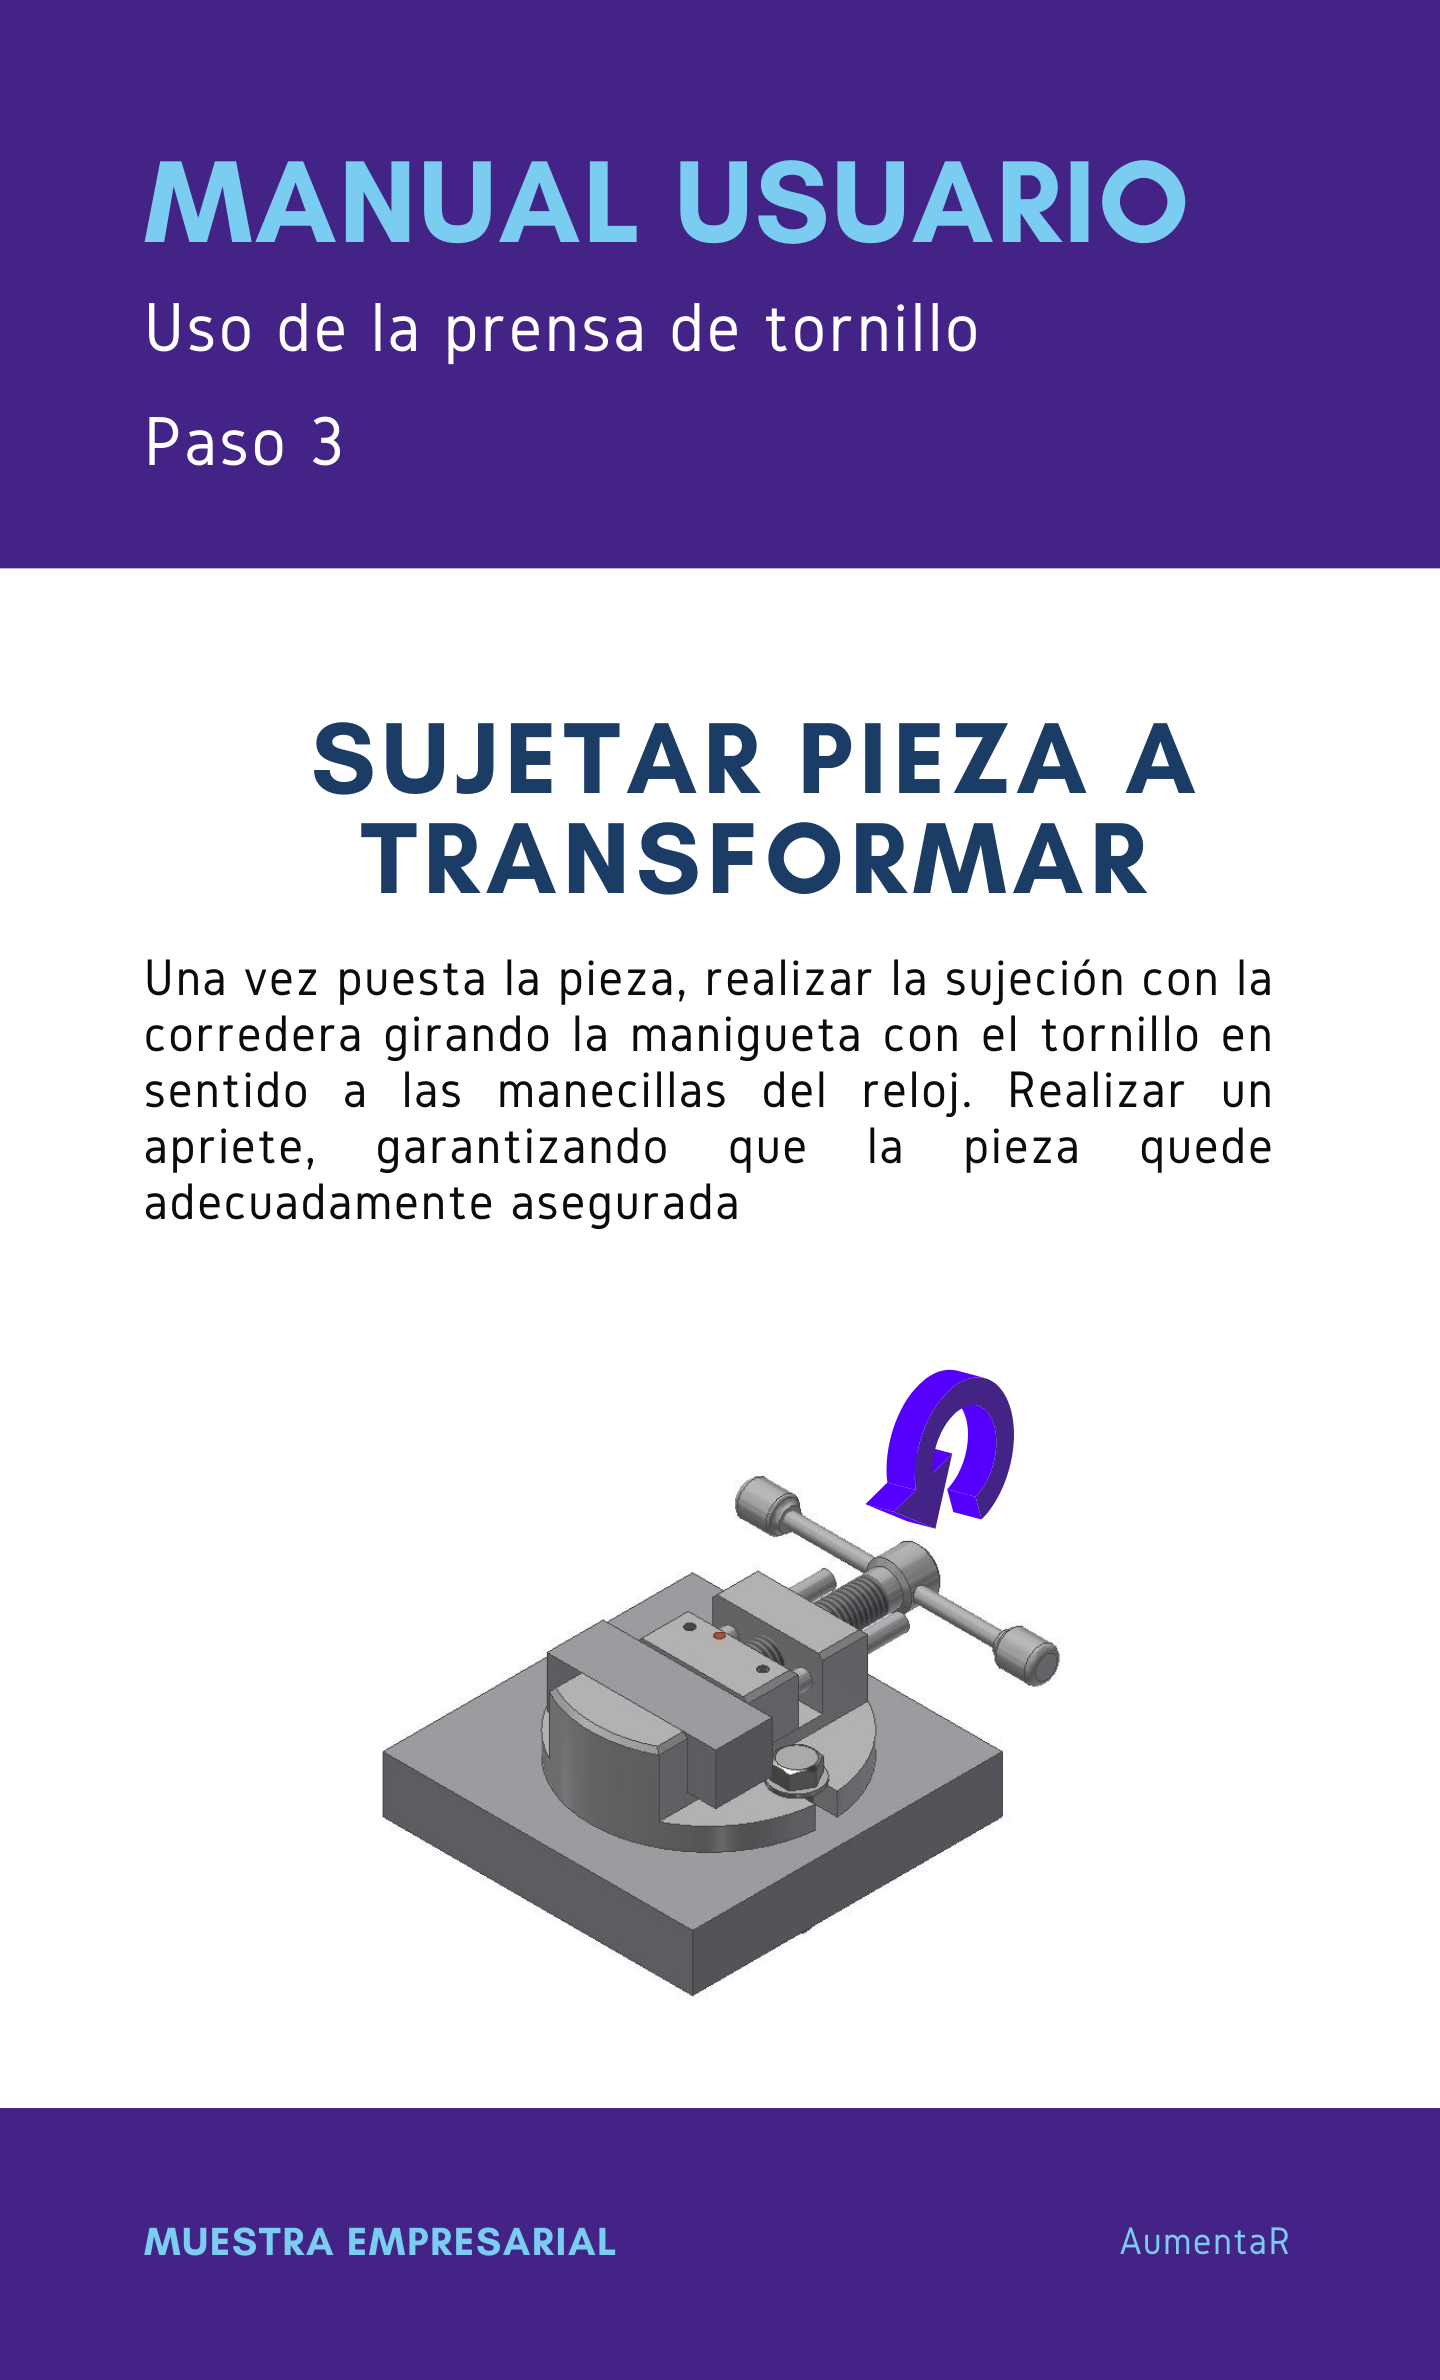 MANUAL USUARIO
Uso de la prensa de tornillo
Paso 3
SUJETAR PIEZA A
TRANSFORMAR
Una vez puesta la pieza, realizar la sujeción con la
corredera girando la manigueta con el tornillo en
sentido a las manecillas del reloj. Realizar un
apriete, garantizando que la pieza quede
adecuadamente asegurada
MUESTRA EMPRESARIAL
AumentaR